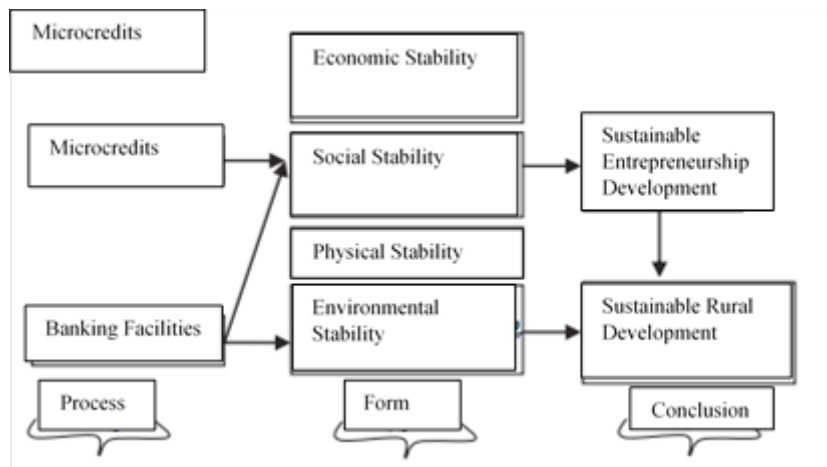 Microcredits
Economic Stability
Microcredits
Social Stability
Sustainable
Entrepreneurship
Development
Physical Stability
Banking Facilities
Environmental
Stability
Sustainable Rural
Development
Process
Form
Conclusion